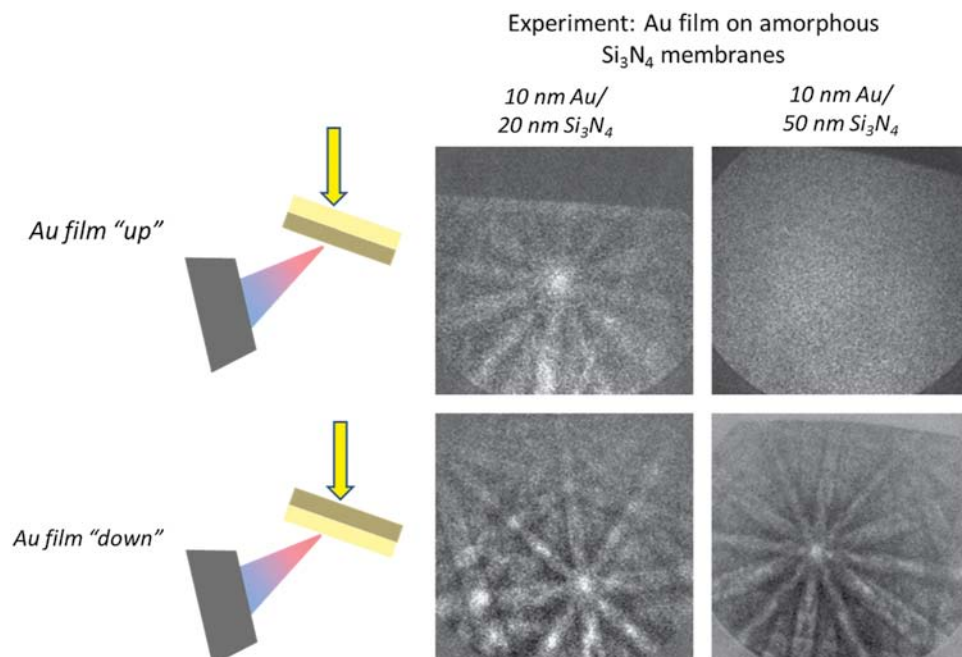 Experiment: Au film on amorphous
Si₃N₄ membranes
10 nm Au/
20 nm Si₃N₄
10 nm Au/
50 nm Si₃N₄
Au film “up”
Au film “down”